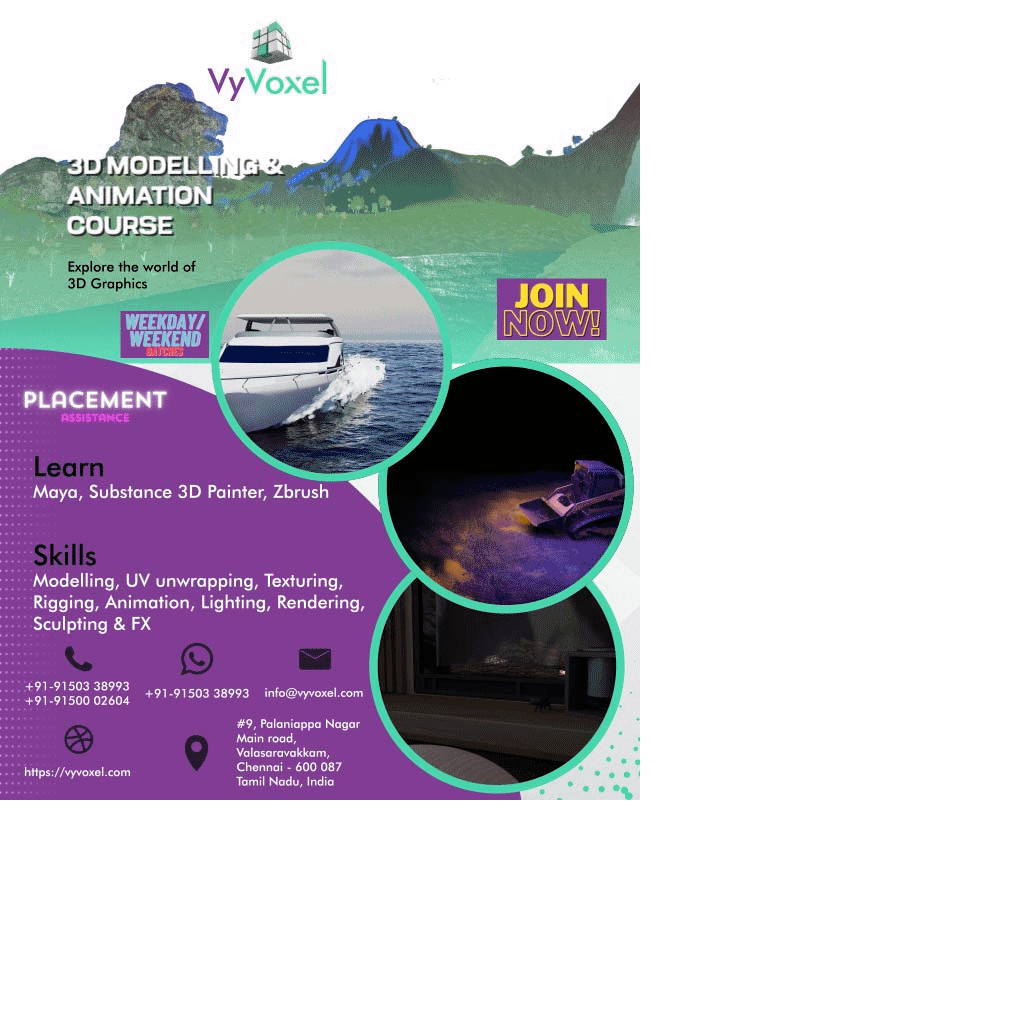 VyVoxel
3D MODELLING &
ANIMATION
COURSE
Explore the world of
3D Graphics
JOIN
NOW!
WEEKDAY/
WEEKEND
BATCHES
PLACEMENT
ASSISTANCE
Learn
Maya, Substance 3D Painter, Zbrush
Skills
Modelling, UV unwrapping, Texturing,
Rigging, Animation, Lighting, Rendering,
Sculpting & FX
+91-91503 38993
+91-91500 02604
+91-91503 38993
info@vyvoxel.com
https://vyvoxel.com
#9, Palaniappa Nagar
Main road,
Valasaravakkam,
Chennai - 600 087
Tamil Nadu, India